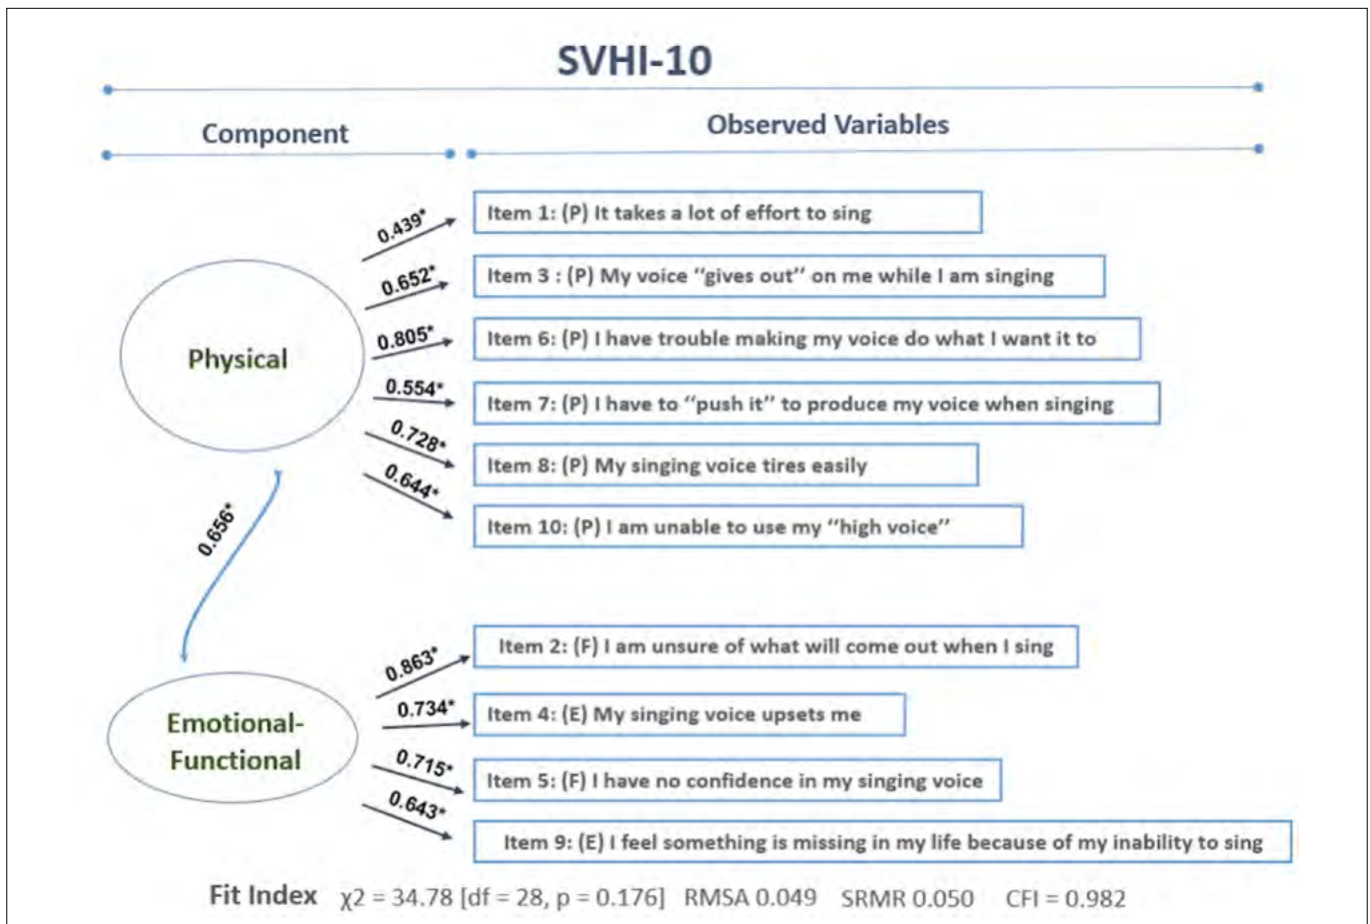 SVHI-10
Component
Observed Variables
Physical
0.439*
Item 1: (P) It takes a lot of effort to sing
0.652*
Item 3 : (P) My voice “gives out” on me while I am singing
0.805*
Item 6: (P) I have trouble making my voice do what I want it to
0.554*
Item 7: (P) I have to “push it” to produce my voice when singing
0.728*
Item 8: (P) My singing voice tires easily
0.644*
Item 10: (P) I am unable to use my “high voice”
0.656*
Emotional-
Functional
0.863*
Item 2: (F) I am unsure of what will come out when I sing
0.734*
Item 4: (E) My singing voice upsets me
0.715*
Item 5: (F) I have no confidence in my singing voice
0.643*
Item 9: (E) I feel something is missing in my life because of my inability to sing
Fit Index χ2 = 34.78 [df = 28, p = 0.176] RMSA 0.049 SRMR 0.050 CFI = 0.982